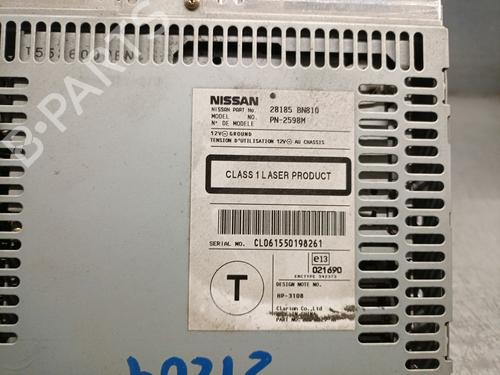 NISSAN
NISSAN PART No. 28185 BN810
MODEL NO. PN-2598M
N°. DE MODELE
12V ⊖ GROUND
TENSION D'UTILISATION 12V ⊖ AU CHASSIS
CLASS 1 LASER PRODUCT
SERIAL NO. CL061550198261
e13
021690
T
DESIGN NOTE NO.
HP-3108
Clarion Co.,Ltd
B-PARTS